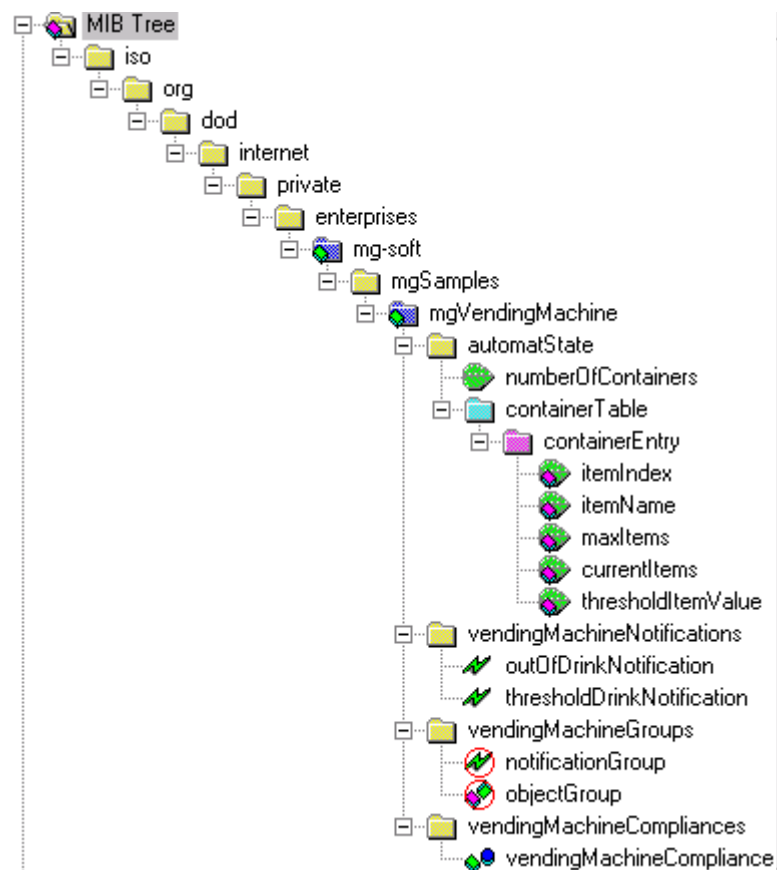 MIB Tree
iso
org
dod
internet
private
enterprises
mg-soft
mgSamples
mgVendingMachine
automatState
numberOfContainers
containerTable
containerEntry
itemIndex
itemName
maxItems
currentItems
thresholdItemValue
vendingMachineNotifications
outOfDrinkNotification
thresholdDrinkNotification
vendingMachineGroups
notificationGroup
objectGroup
vendingMachineCompliances
vendingMachineCompliance